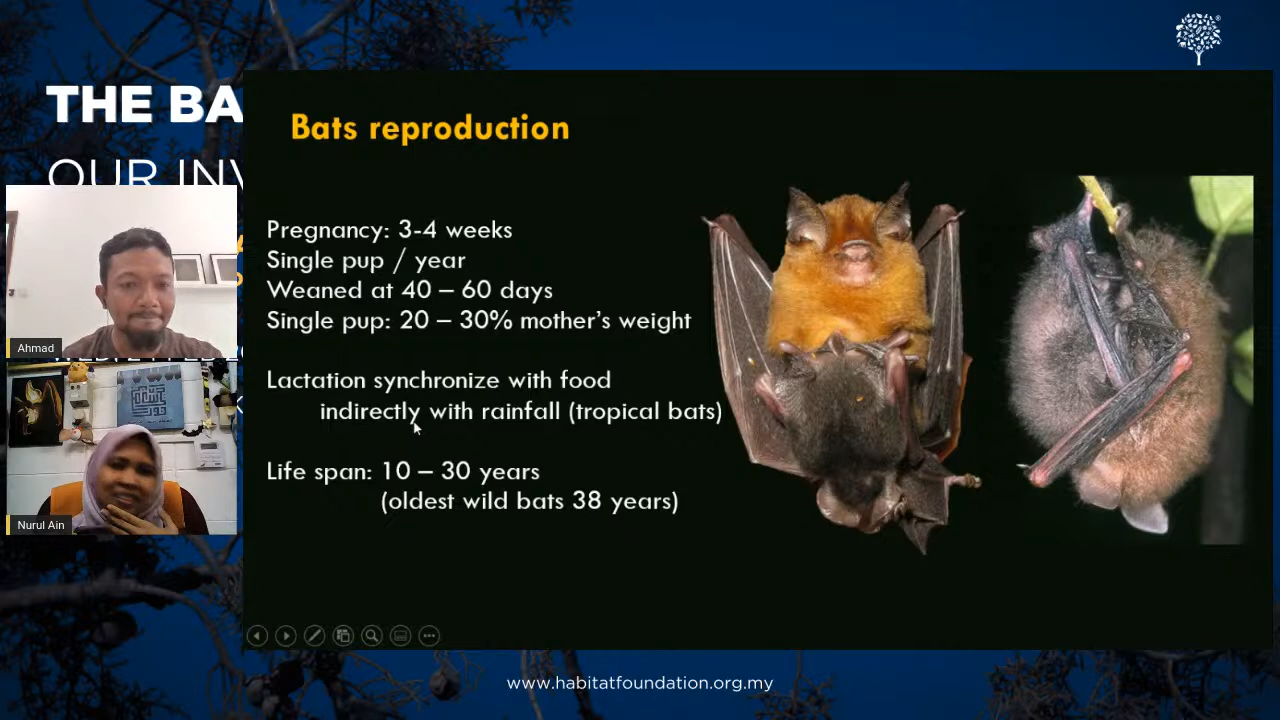 THE BA
OUR INV
Bats reproduction
Pregnancy: 3-4 weeks
Single pup / year
Weaned at 40 – 60 days
Single pup: 20 – 30% mother’s weight
Lactation synchronize with food
indirectly with rainfall (tropical bats)
Life span: 10 – 30 years
(oldest wild bats 38 years)
Ahmad
Nurul Ain
www.habitatfoundation.org.my